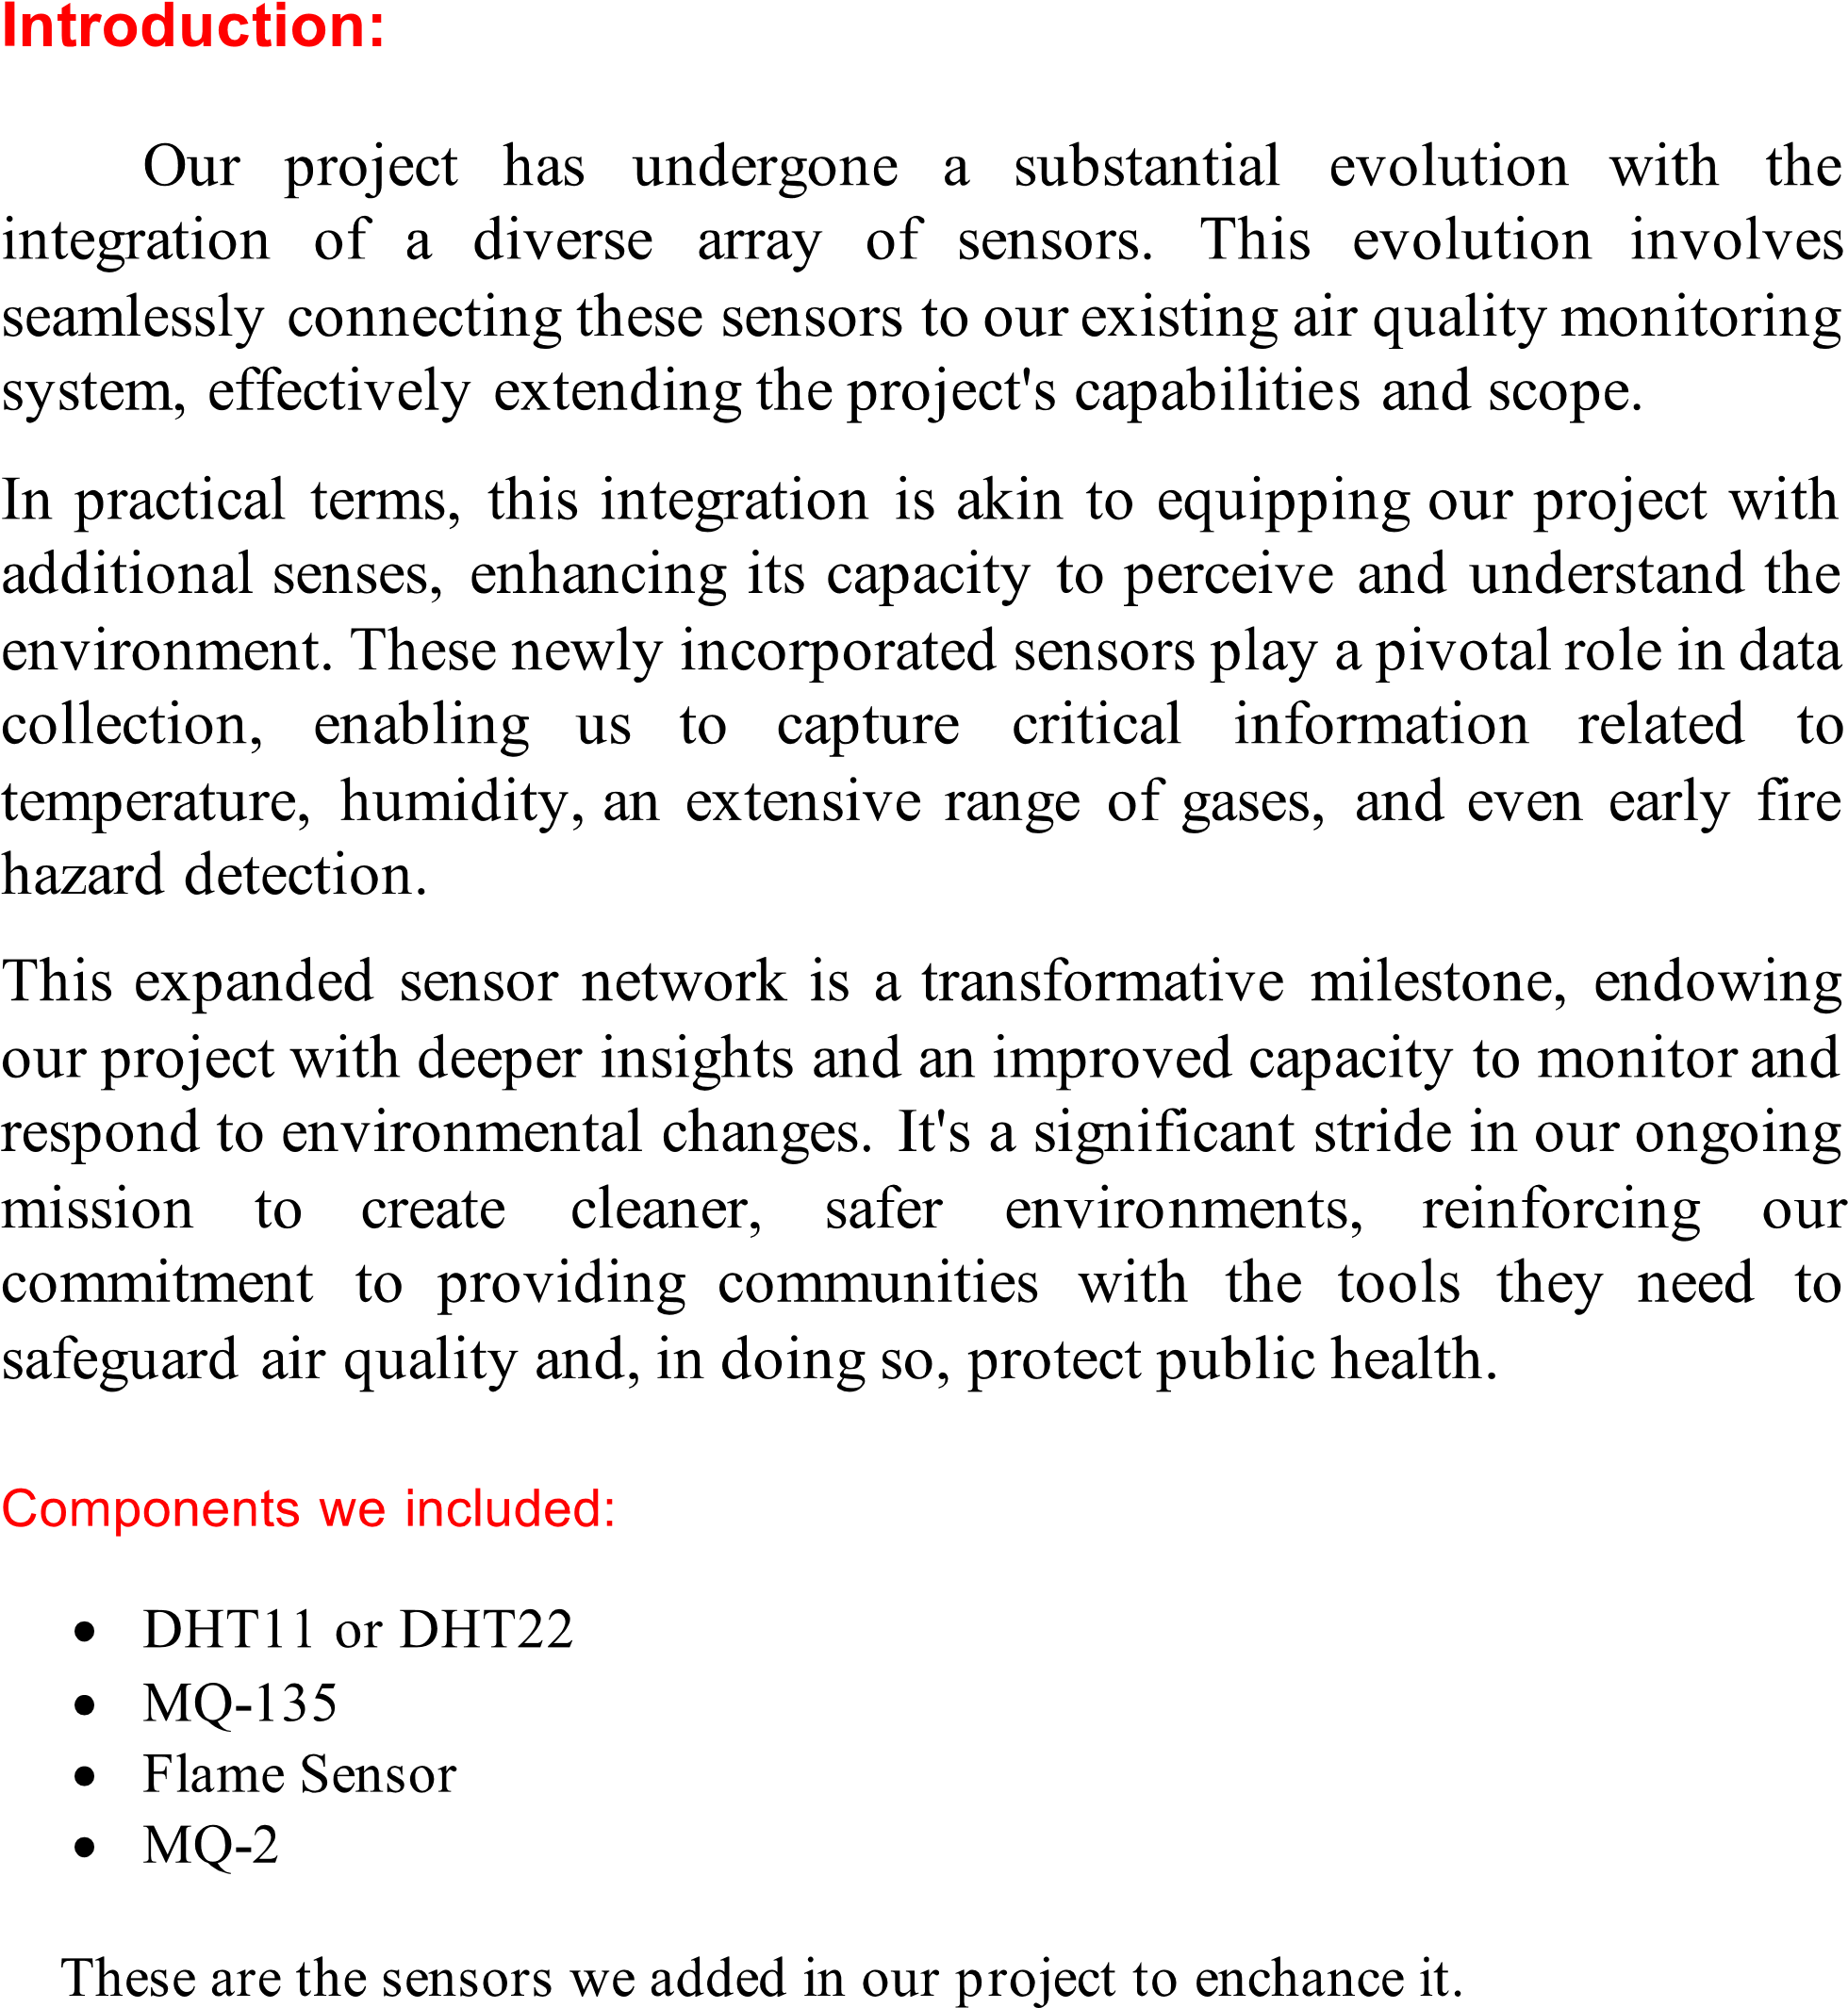 Introduction:
Our project has undergone a substantial evolution with the
integration of a diverse array of sensors. This evolution involves
seamlessly connecting these sensors to our existing air quality monitoring
system, effectively extending the project's capabilities and scope.
In practical terms, this integration is akin to equipping our project with
additional senses, enhancing its capacity to perceive and understand the
environment. These newly incorporated sensors play a pivotal role in data
collection, enabling us to capture critical information related to
temperature, humidity, an extensive range of gases, and even early fire
hazard detection.
This expanded sensor network is a transformative milestone, endowing
our project with deeper insights and an improved capacity to monitor and
respond to environmental changes. It's a significant stride in our ongoing
mission to create cleaner, safer environments, reinforcing our
commitment to providing communities with the tools they need to
safeguard air quality and, in doing so, protect public health.
Components we included:
• DHT11 or DHT22
• MQ-135
• Flame Sensor
• MQ-2
These are the sensors we added in our project to enchance it.